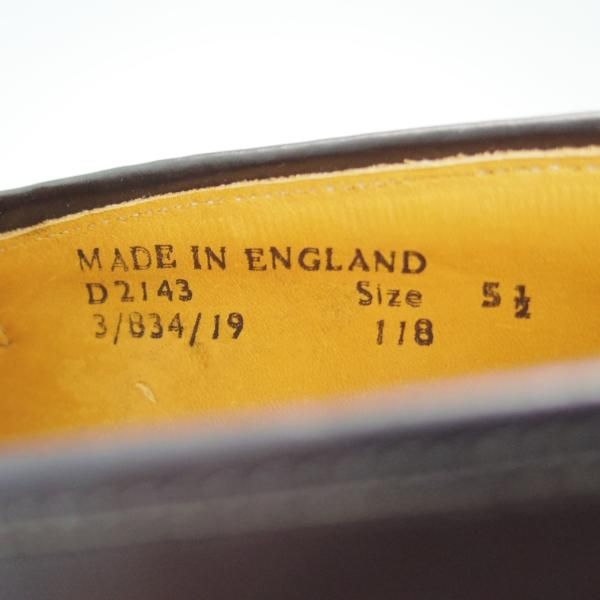 MADE IN ENGLAND
D2143 Size 5½
3/834/19 118